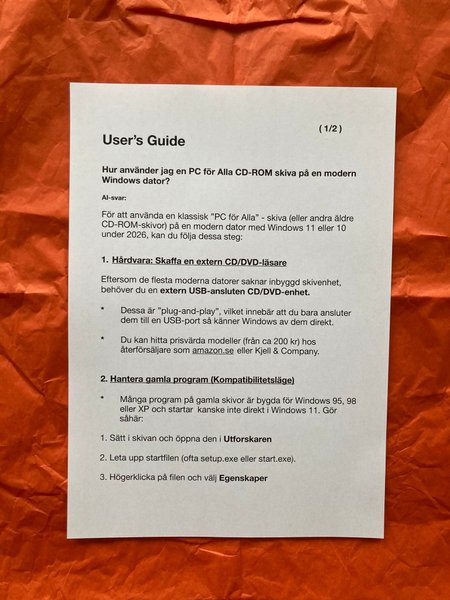 ( 1/2 )
User's Guide
Hur använder jag en PC för Alla CD-ROM skiva på en modern
Windows dator?
AI-svar:
För att använda en klassisk "PC för Alla" - skiva (eller andra äldre
CD-ROM-skivor) på en modern dator med Windows 11 eller 10
under 2026, kan du följa dessa steg:
1. Hårdvara: Skaffa en extern CD/DVD-läsare
Eftersom de flesta moderna datorer saknar inbyggd skivenhet,
behöver du en extern USB-ansluten CD/DVD-enhet.
* Dessa är "plug-and-play", vilket innebär att du bara ansluter
dem till en USB-port så känner Windows av dem direkt.
* Du kan hitta prisvärda modeller (från ca 200 kr) hos
återförsäljare som amazon.se eller Kjell & Company.
2. Hantera gamla program (Kompatibilitetsläge)
* Många program på gamla skivor är bygda för Windows 95, 98
eller XP och startar kanske inte direkt i Windows 11. Gör
såhär:
1. Sätt i skivan och öppna den i Utforskaren
2. Leta upp startfilen (ofta setup.exe eller start.exe).
3. Högerklicka på filen och välj Egenskaper